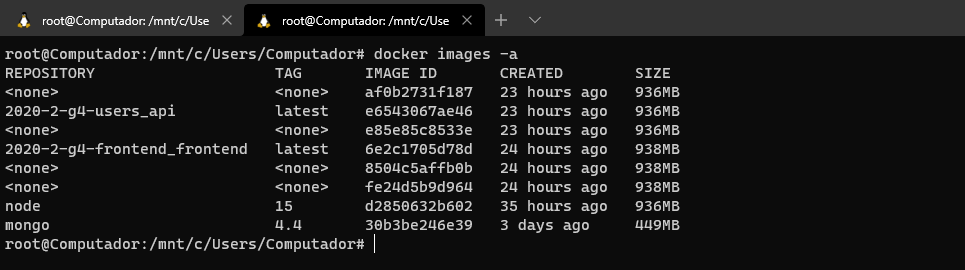 root@Computador: /mnt/c/Use
root@Computador: /mnt/c/Use
root@Computador:/mnt/c/Users/Computador# docker images -a
REPOSITORY TAG IMAGE ID CREATED SIZE
<none> <none> af0b2731f187 23 hours ago 936MB
2020-2-g4-users_api latest e6543067ae46 23 hours ago 936MB
<none> <none> e85e85c8533e 23 hours ago 936MB
2020-2-g4-frontend_frontend latest 6e2c1705d78d 24 hours ago 938MB
<none> <none> 8504c5affb0b 24 hours ago 938MB
<none> <none> fe24d5b9d964 24 hours ago 938MB
node 15 d2850632b602 35 hours ago 936MB
mongo 4.4 30b3be246e39 3 days ago 449MB
root@Computador:/mnt/c/Users/Computador#